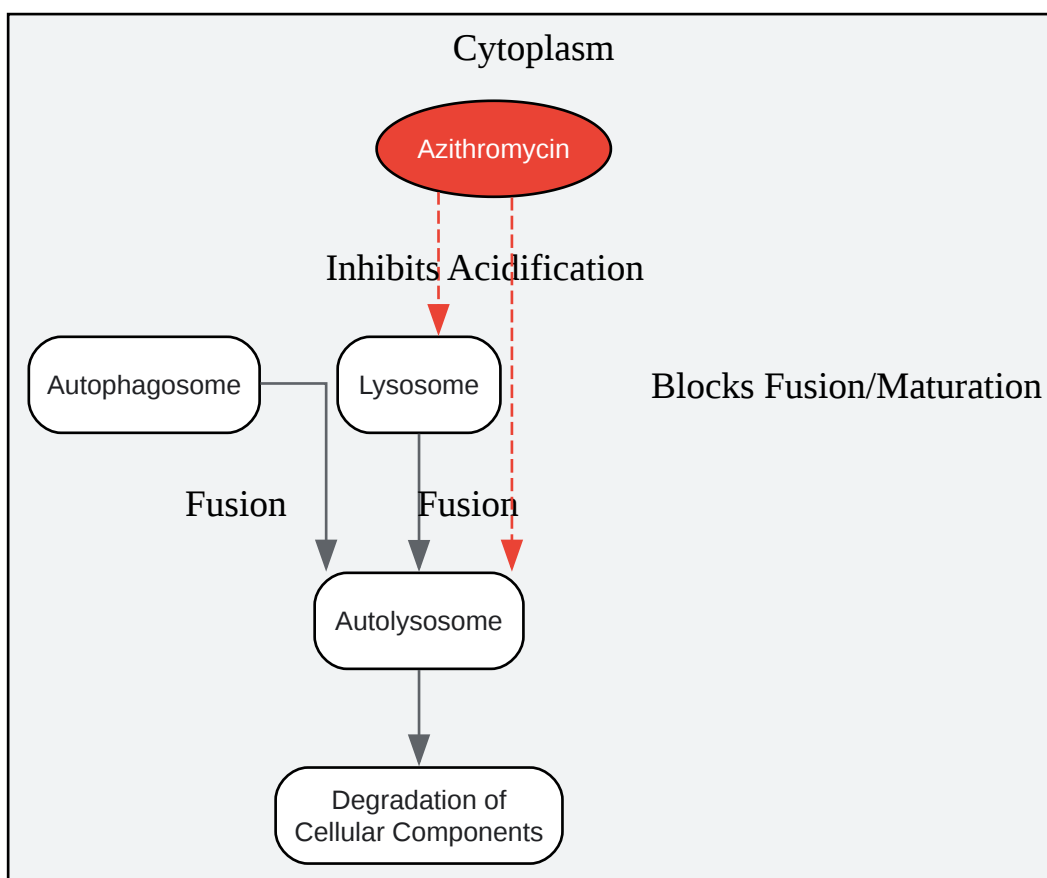 Cytoplasm
Azithromycin
Inhibits Acidification
Autophagosome
Lysosome
Blocks Fusion/Maturation
Fusion
Fusion
Autolysosome
Degradation of
Cellular Components